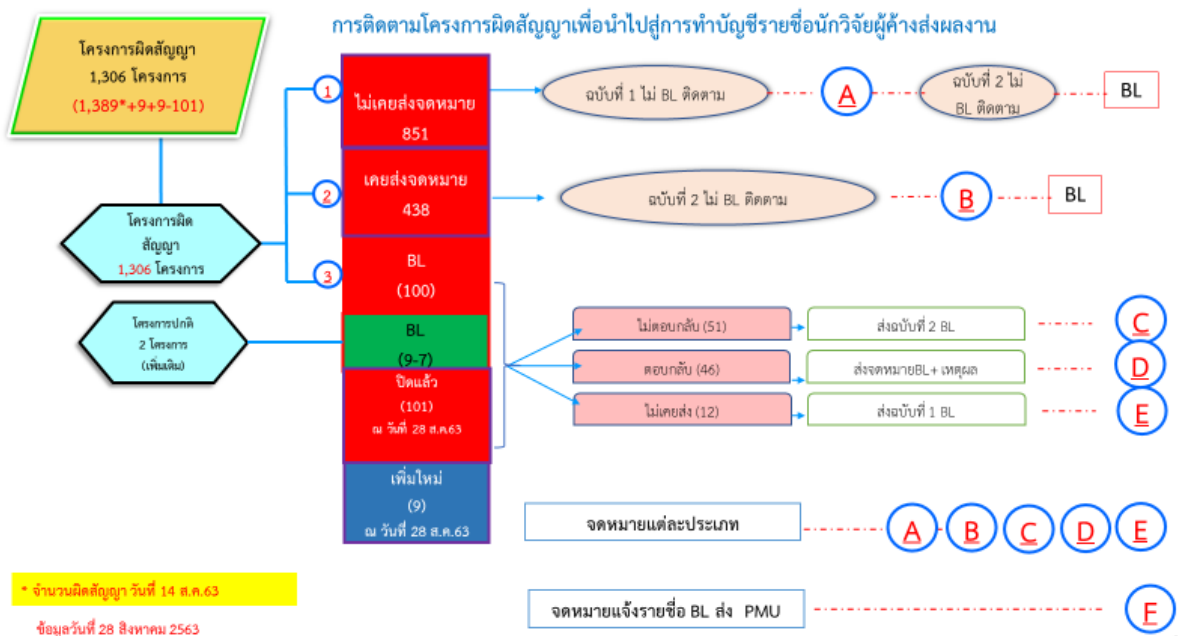 การติดตามโครงการผิดสัญญาเพื่อนำไปสู่การทำบัญชีรายชื่อนักวิจัยผู้ค้างส่งผลงาน
โครงการผิดสัญญา
1,306 โครงการ
(1,389*+9+9-101)
โครงการผิด
สัญญา
1,306 โครงการ
โครงการปกติ
2 โครงการ
(เพิ่มเติม)
1
ไม่เคยส่งจดหมาย
851
ฉบับที่ 1 ไม่ BL ติดตาม
A
ฉบับที่ 2 ไม่
BL ติดตาม
BL
2
เคยส่งจดหมาย
438
ฉบับที่ 2 ไม่ BL ติดตาม
B
BL
3
BL
(100)
BL
(9-7)
ปิดแล้ว
(101)
ณ วันที่ 28 ส.ค.63
เพิ่มใหม่
(9)
ณ วันที่ 28 ส.ค.63
ไม่ตอบกลับ (51)
ส่งฉบับที่ 2 BL
C
ตอบกลับ (46)
ส่งจดหมายBL+ เหตุผล
D
ไม่เคยส่ง (12)
ส่งฉบับที่ 1 BL
E
จดหมายแต่ละประเภท
A B C D E
จดหมายแจ้งรายชื่อ BL ส่ง PMU
F
* จำนวนผิดสัญญา วันที่ 14 ส.ค.63
ข้อมูลวันที่ 28 สิงหาคม 2563